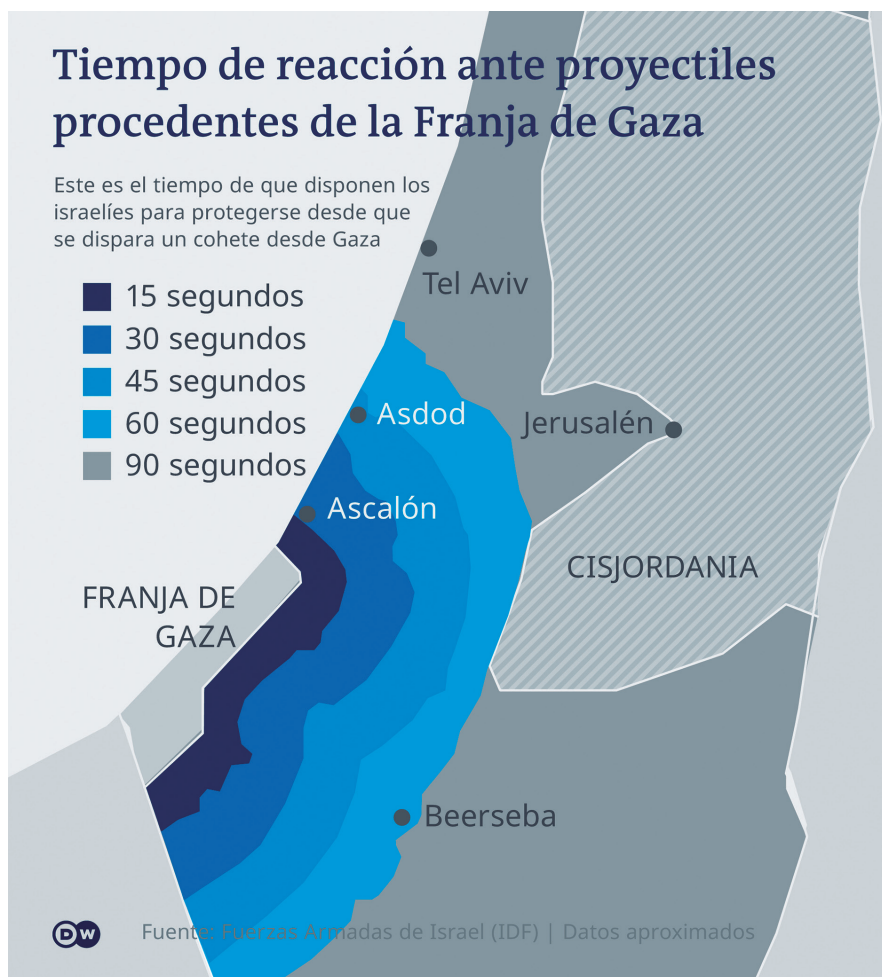 Tiempo de reacción ante proyectiles
procedentes de la Franja de Gaza
Este es el tiempo de que disponen los
israelíes para protegerse desde que
se dispara un cohete desde Gaza
15 segundos
30 segundos
45 segundos
60 segundos
90 segundos
Tel Aviv
Asdod
Jerusalén
Ascalón
CISJORDANIA
FRANJA DE
GAZA
Beerseba
DW
Fuente: Fuerzas Armadas de Israel (IDF) | Datos aproximados